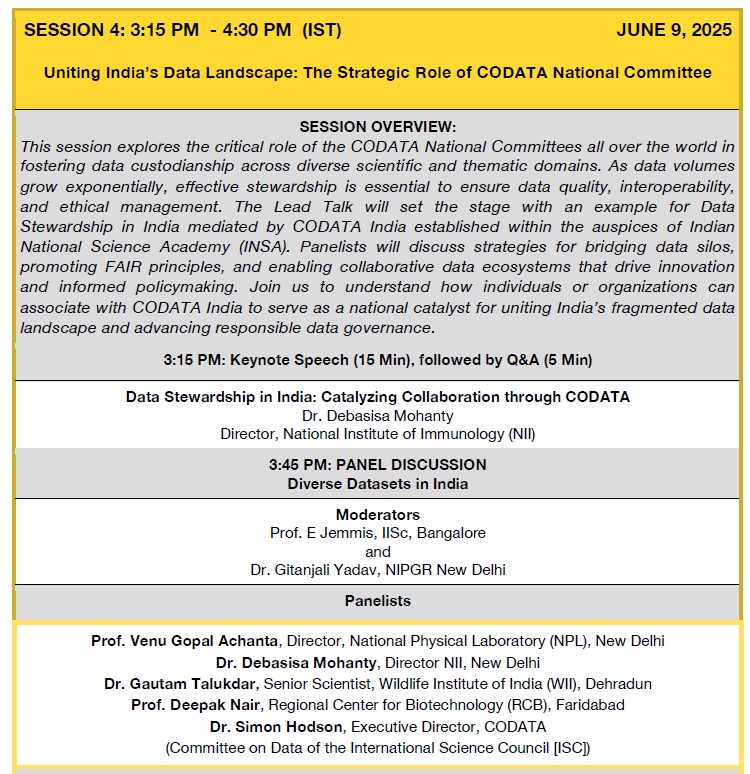 SESSION 4: 3:15 PM - 4:30 PM (IST) JUNE 9, 2025
Uniting India's Data Landscape: The Strategic Role of CODATA National Committee
SESSION OVERVIEW:
This session explores the critical role of the CODATA National Committees all over the world in
fostering data custodianship across diverse scientific and thematic domains. As data volumes
grow exponentially, effective stewardship is essential to ensure data quality, interoperability,
and ethical management. The Lead Talk will set the stage with an example for Data
Stewardship in India mediated by CODATA India established within the auspices of Indian
National Science Academy (INSA). Panelists will discuss strategies for bridging data silos,
promoting FAIR principles, and enabling collaborative data ecosystems that drive innovation
and informed policymaking. Join us to understand how individuals or organizations can
associate with CODATA India to serve as a national catalyst for uniting India's fragmented data
landscape and advancing responsible data governance.
3:15 PM: Keynote Speech (15 Min), followed by Q&A (5 Min)
Data Stewardship in India: Catalyzing Collaboration through CODATA
Dr. Debasisa Mohanty
Director, National Institute of Immunology (NII)
3:45 PM: PANEL DISCUSSION
Diverse Datasets in India
Moderators
Prof. E Jemmis, IISc, Bangalore
and
Dr. Gitanjali Yadav, NIPGR New Delhi
Panelists
Prof. Venu Gopal Achanta, Director, National Physical Laboratory (NPL), New Delhi
Dr. Debasisa Mohanty, Director NII, New Delhi
Dr. Gautam Talukdar, Senior Scientist, Wildlife Institute of India (WII), Dehradun
Prof. Deepak Nair, Regional Center for Biotechnology (RCB), Faridabad
Dr. Simon Hodson, Executive Director, CODATA
(Committee on Data of the International Science Council [ISC])